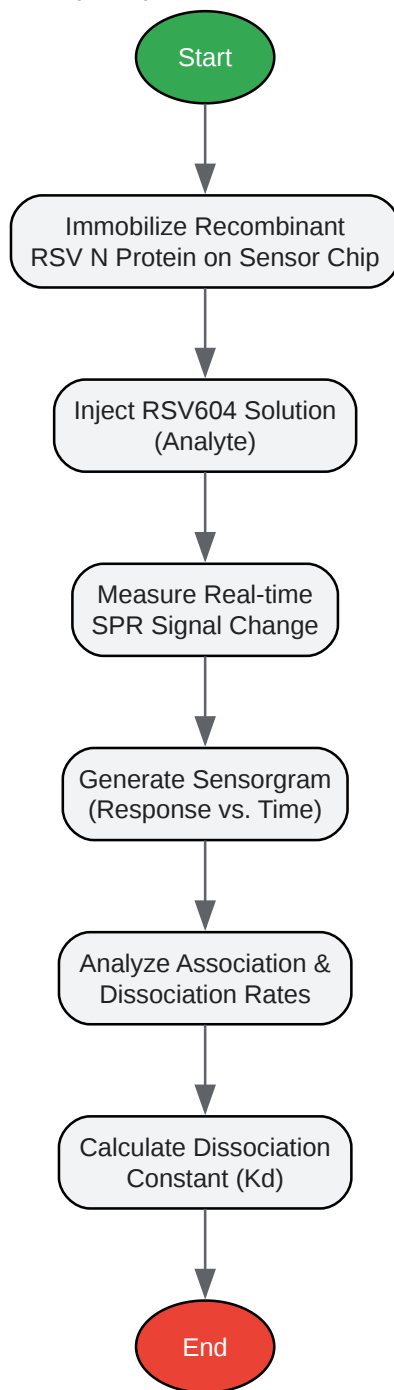 Start
Immobilize Recombinant
RSV N Protein on Sensor Chip
Inject RSV604 Solution
(Analyte)
Measure Real-time
SPR Signal Change
Generate Sensorgram
(Response vs. Time)
Analyze Association &
Dissociation Rates
Calculate Dissociation
Constant (Kd)
End